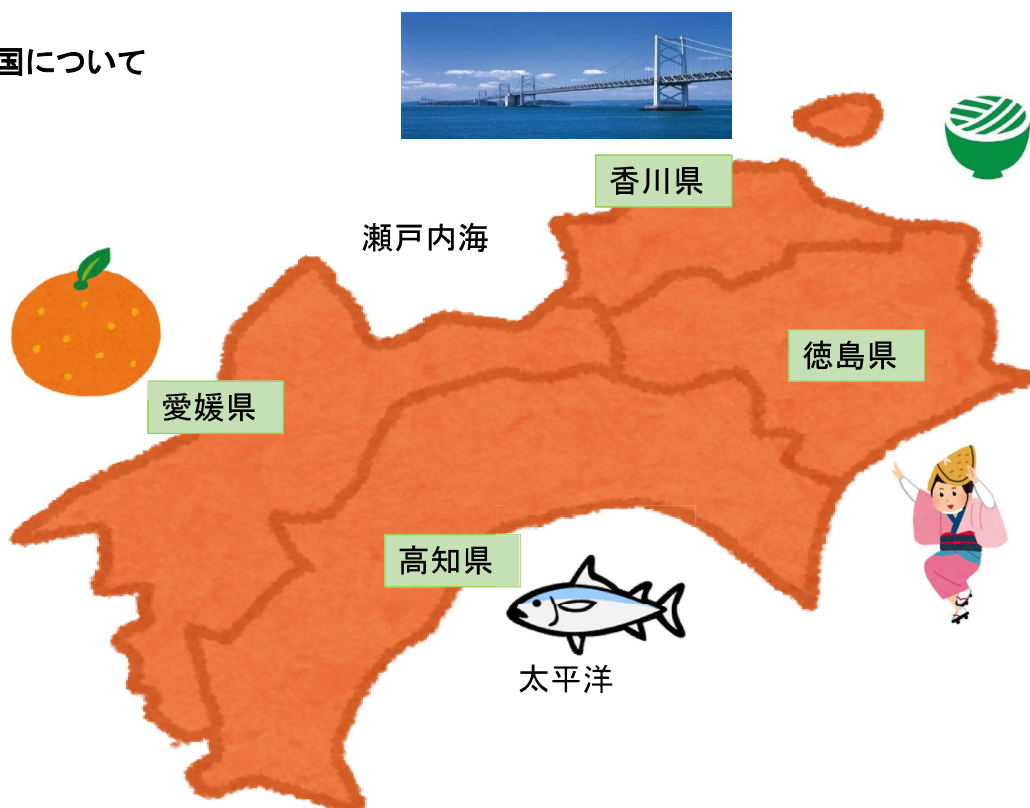 国について
香川県
瀬戸内海
徳島県
愛媛県
高知県
太平洋